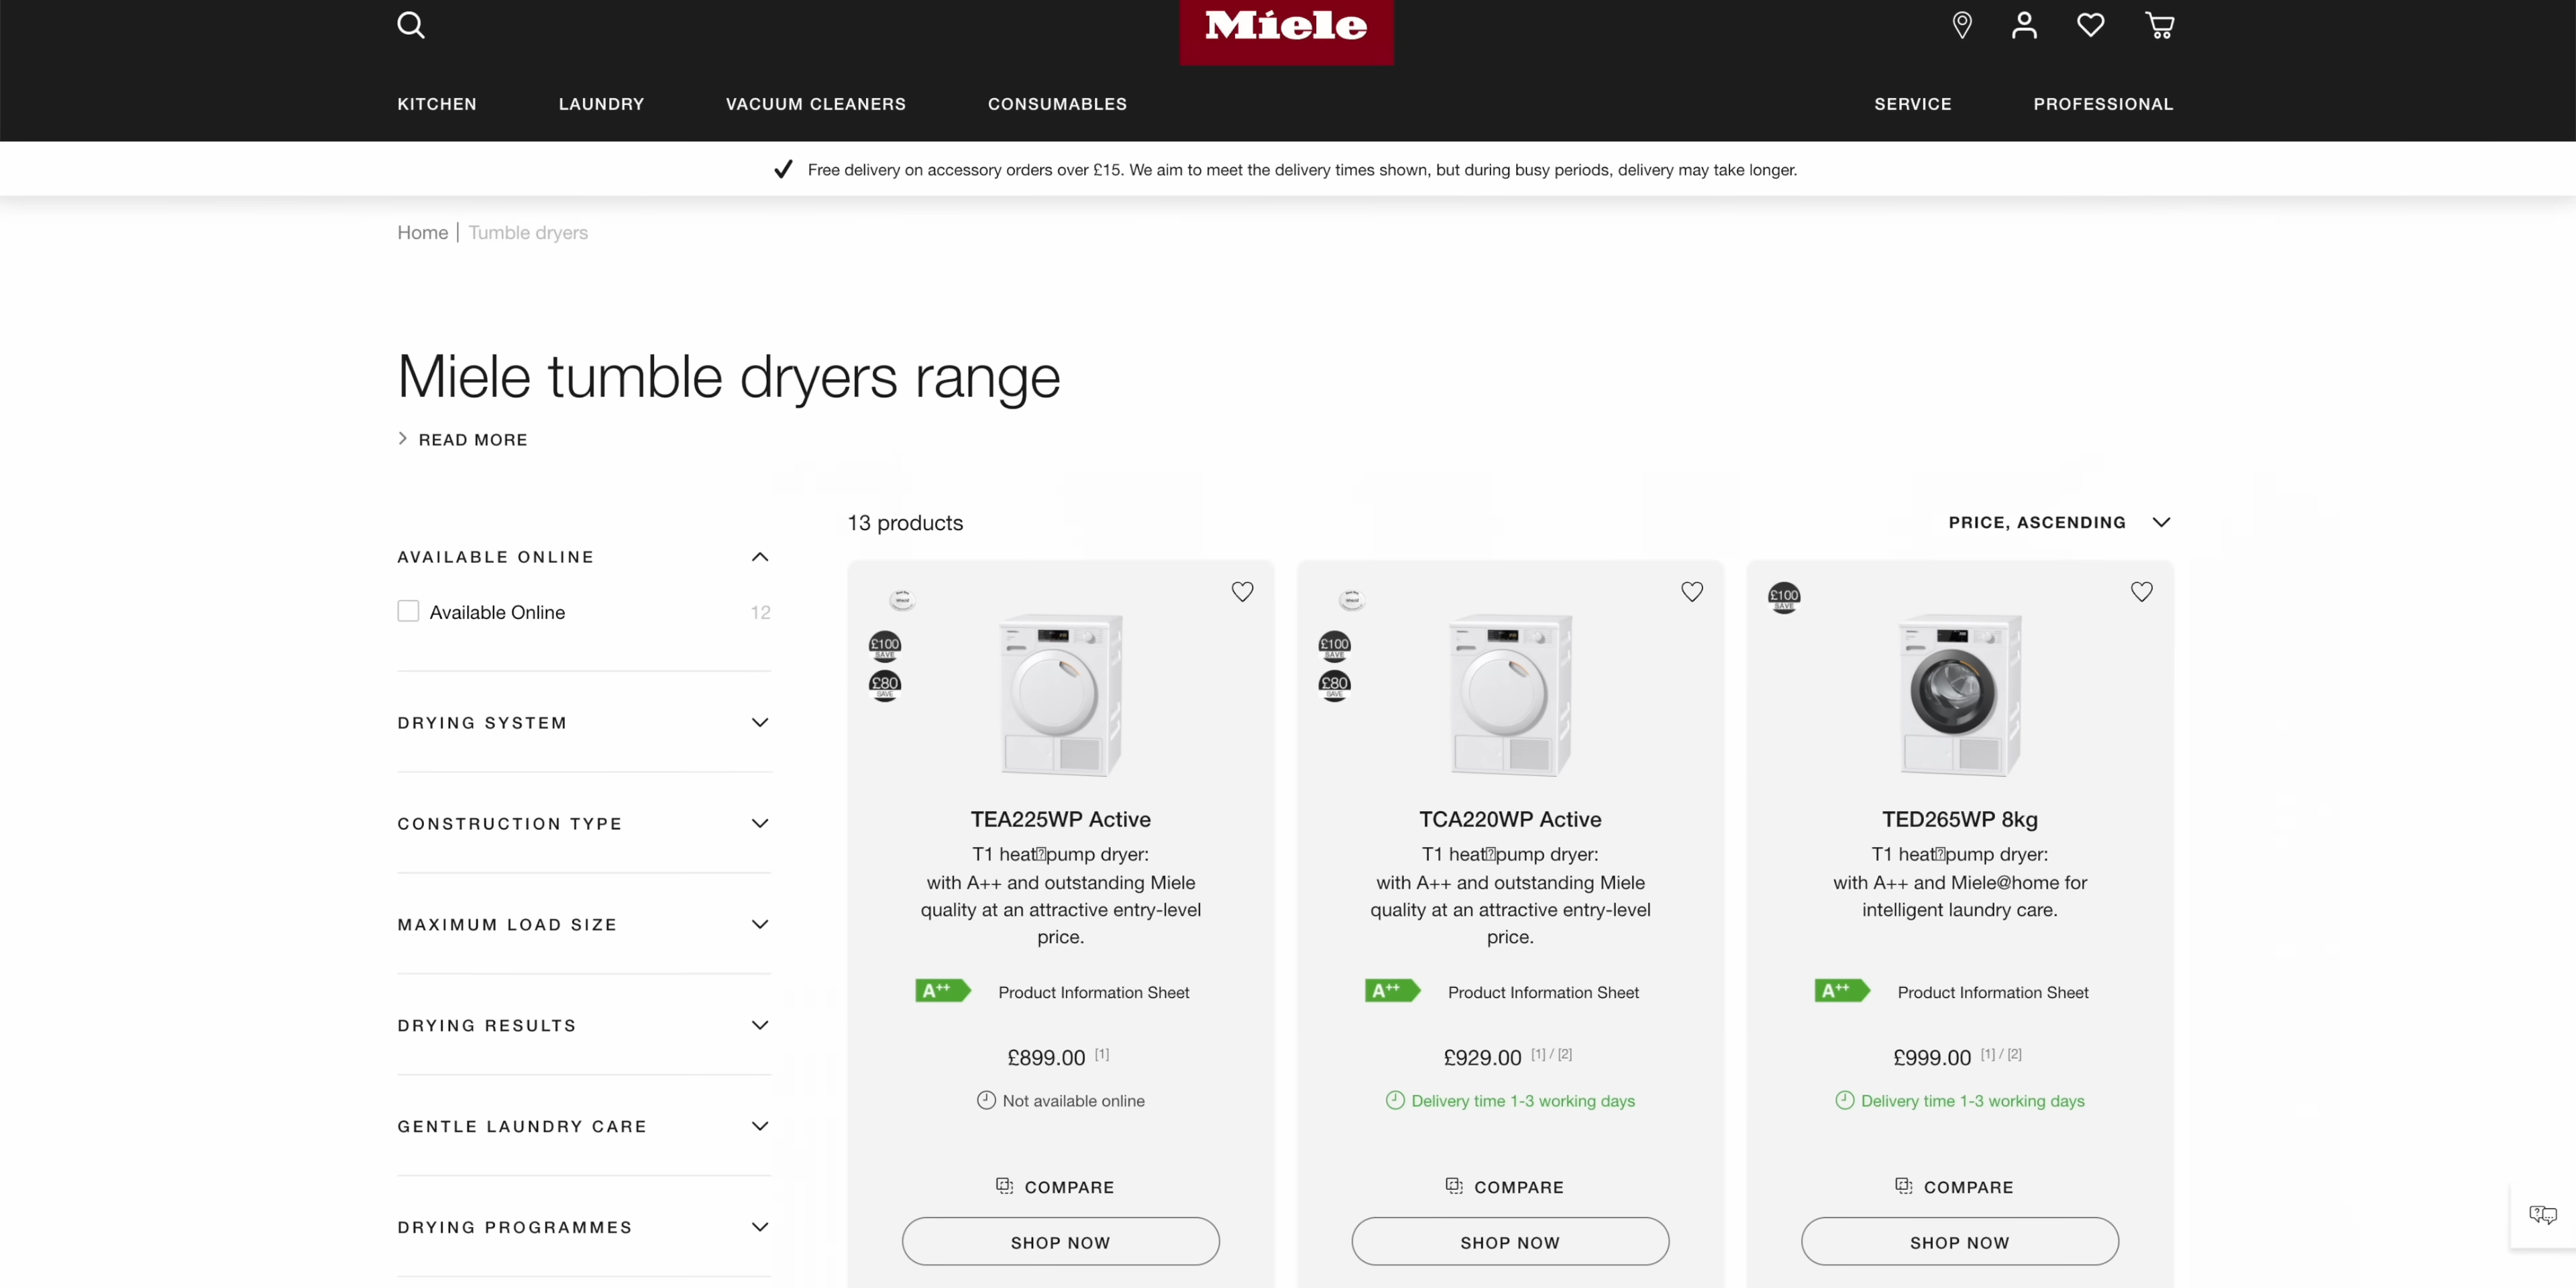 Miele
KITCHEN
LAUNDRY
VACUUM CLEANERS
CONSUMABLES
SERVICE
PROFESSIONAL
Free delivery on accessory orders over £15. We aim to meet the delivery times shown, but during busy periods, delivery may take longer.
Home | Tumble dryers
Miele tumble dryers range
READ MORE
13 products
PRICE, ASCENDING
AVAILABLE ONLINE
Available Online 12
DRYING SYSTEM
CONSTRUCTION TYPE
MAXIMUM LOAD SIZE
DRYING RESULTS
GENTLE LAUNDRY CARE
DRYING PROGRAMMES
£100
SAVE
£80
SAVE
TEA225WP Active
T1 heat⍰pump dryer:
with A++ and outstanding Miele
quality at an attractive entry-level
price.
A++ Product Information Sheet
£899.00 [1]
Not available online
COMPARE
SHOP NOW
£100
SAVE
£80
SAVE
TCA220WP Active
T1 heat⍰pump dryer:
with A++ and outstanding Miele
quality at an attractive entry-level
price.
A++ Product Information Sheet
£929.00 [1] / [2]
Delivery time 1-3 working days
COMPARE
SHOP NOW
£100
SAVE
TED265WP 8kg
T1 heat⍰pump dryer:
with A++ and Miele@home for
intelligent laundry care.
A++ Product Information Sheet
£999.00 [1] / [2]
Delivery time 1-3 working days
COMPARE
SHOP NOW